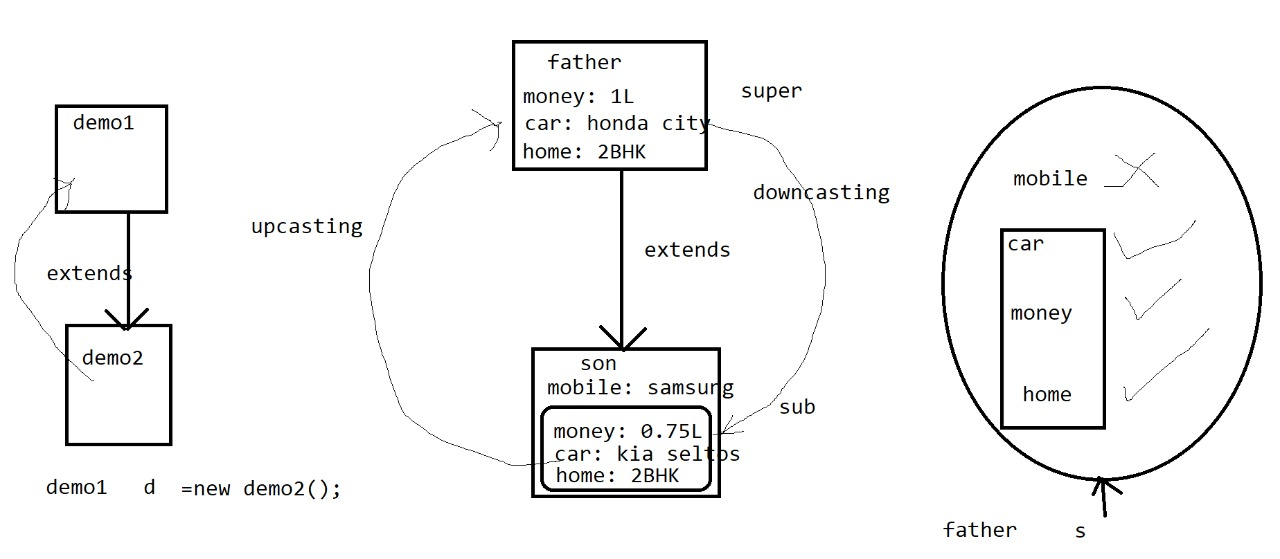 demo1
extends
demo2
demo1 d =new demo2();
father
money: 1L
car: honda city
home: 2BHK
super
upcasting
downcasting
extends
son
mobile: samsung
sub
money: 0.75L
car: kia seltos
home: 2BHK
mobile
car
money
home
father s